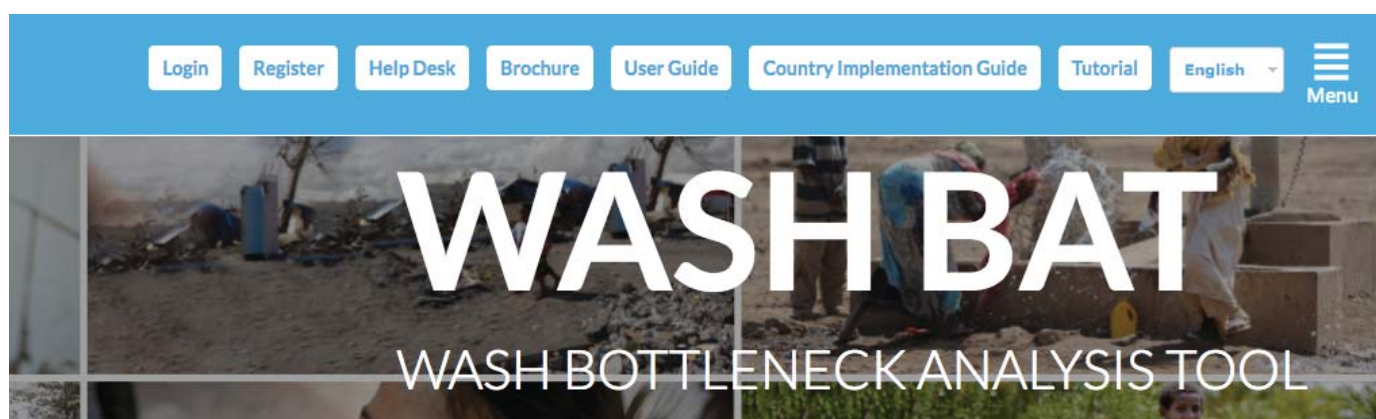 Login Register Help Desk Brochure User Guide Country Implementation Guide Tutorial English
Menu
WASH BAT
WASH BOTTLENECK ANALYSIS TOOL